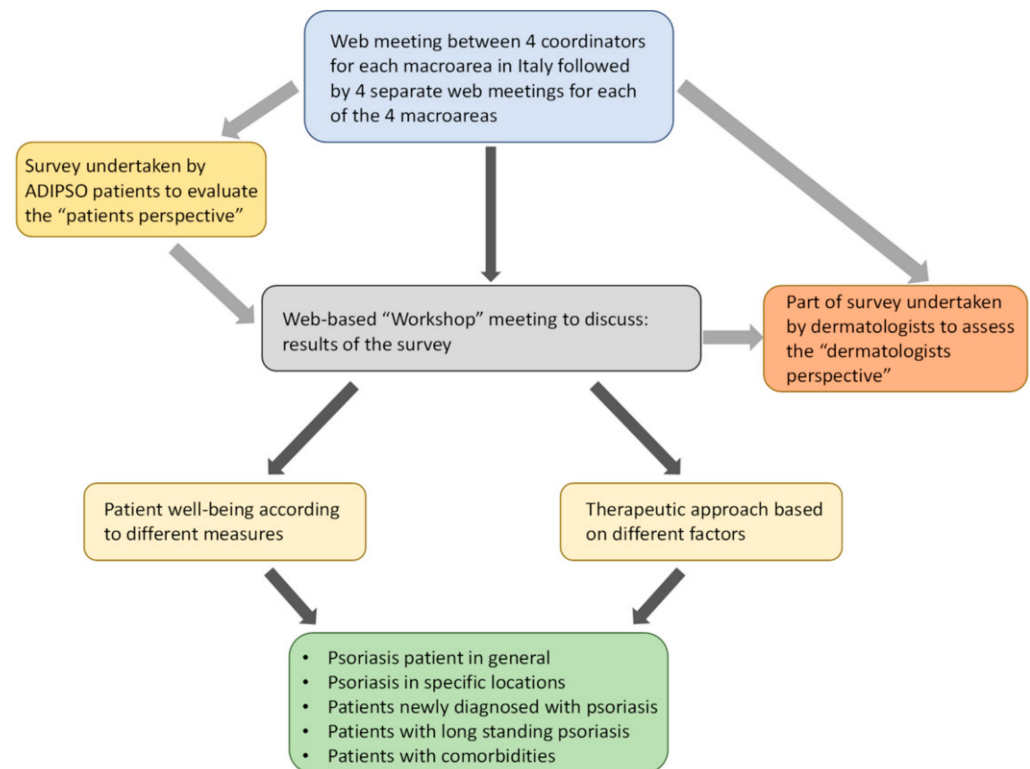 Web meeting between 4 coordinators
for each macroarea in Italy followed
by 4 separate web meetings for each
of the 4 macroareas
Survey undertaken by
ADIPSO patients to evaluate
the “patients perspective”
Web-based “Workshop” meeting to discuss:
results of the survey
Part of survey undertaken
by dermatologists to assess
the “dermatologists
perspective”
Patient well-being according
to different measures
Therapeutic approach based
on different factors
• Psoriasis patient in general
• Psoriasis in specific locations
• Patients newly diagnosed with psoriasis
• Patients with long standing psoriasis
• Patients with comorbidities